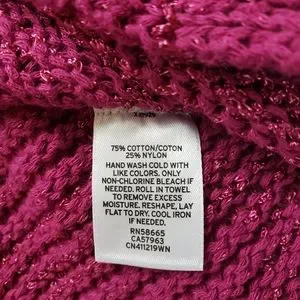 75% COTTON/COTON
25% NYLON
HAND WASH COLD WITH
LIKE COLORS. ONLY
NON-CHLORINE BLEACH IF
NEEDED. ROLL IN TOWEL
TO REMOVE EXCESS
MOISTURE. RESHAPE, LAY
FLAT TO DRY. COOL IRON
IF NEEDED.
RN58665
CA57963
CN411219WN